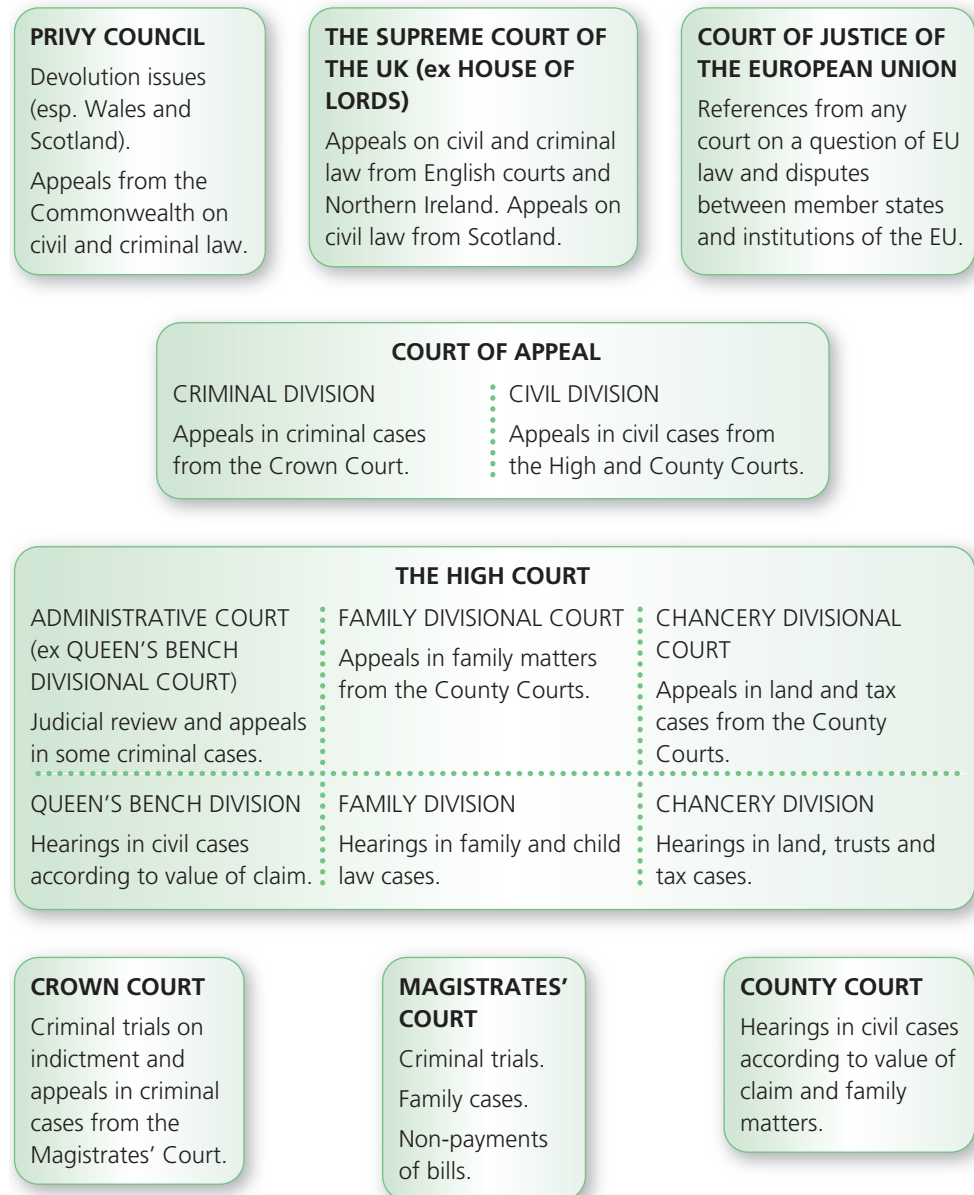 PRIVY COUNCIL
Devolution issues
(esp. Wales and
Scotland).
Appeals from the
Commonwealth on
civil and criminal law.
THE SUPREME COURT OF
THE UK (ex HOUSE OF
LORDS)
Appeals on civil and criminal
law from English courts and
Northern Ireland. Appeals on
civil law from Scotland.
COURT OF JUSTICE OF
THE EUROPEAN UNION
References from any
court on a question of EU
law and disputes
between member states
and institutions of the EU.
COURT OF APPEAL
CRIMINAL DIVISION
Appeals in criminal cases
from the Crown Court.
CIVIL DIVISION
Appeals in civil cases from
the High and County Courts.
THE HIGH COURT
ADMINISTRATIVE COURT
(ex QUEEN'S BENCH
DIVISIONAL COURT)
Judicial review and appeals
in some criminal cases.
FAMILY DIVISIONAL COURT
Appeals in family matters
from the County Courts.
CHANCERY DIVISIONAL
COURT
Appeals in land and tax
cases from the County
Courts.
QUEEN'S BENCH DIVISION
Hearings in civil cases
according to value of claim.
FAMILY DIVISION
Hearings in family and child
law cases.
CHANCERY DIVISION
Hearings in land, trusts and
tax cases.
CROWN COURT
Criminal trials on
indictment and
appeals in criminal
cases from the
Magistrates' Court.
MAGISTRATES'
COURT
Criminal trials.
Family cases.
Non-payments
of bills.
COUNTY COURT
Hearings in civil cases
according to value of
claim and family
matters.